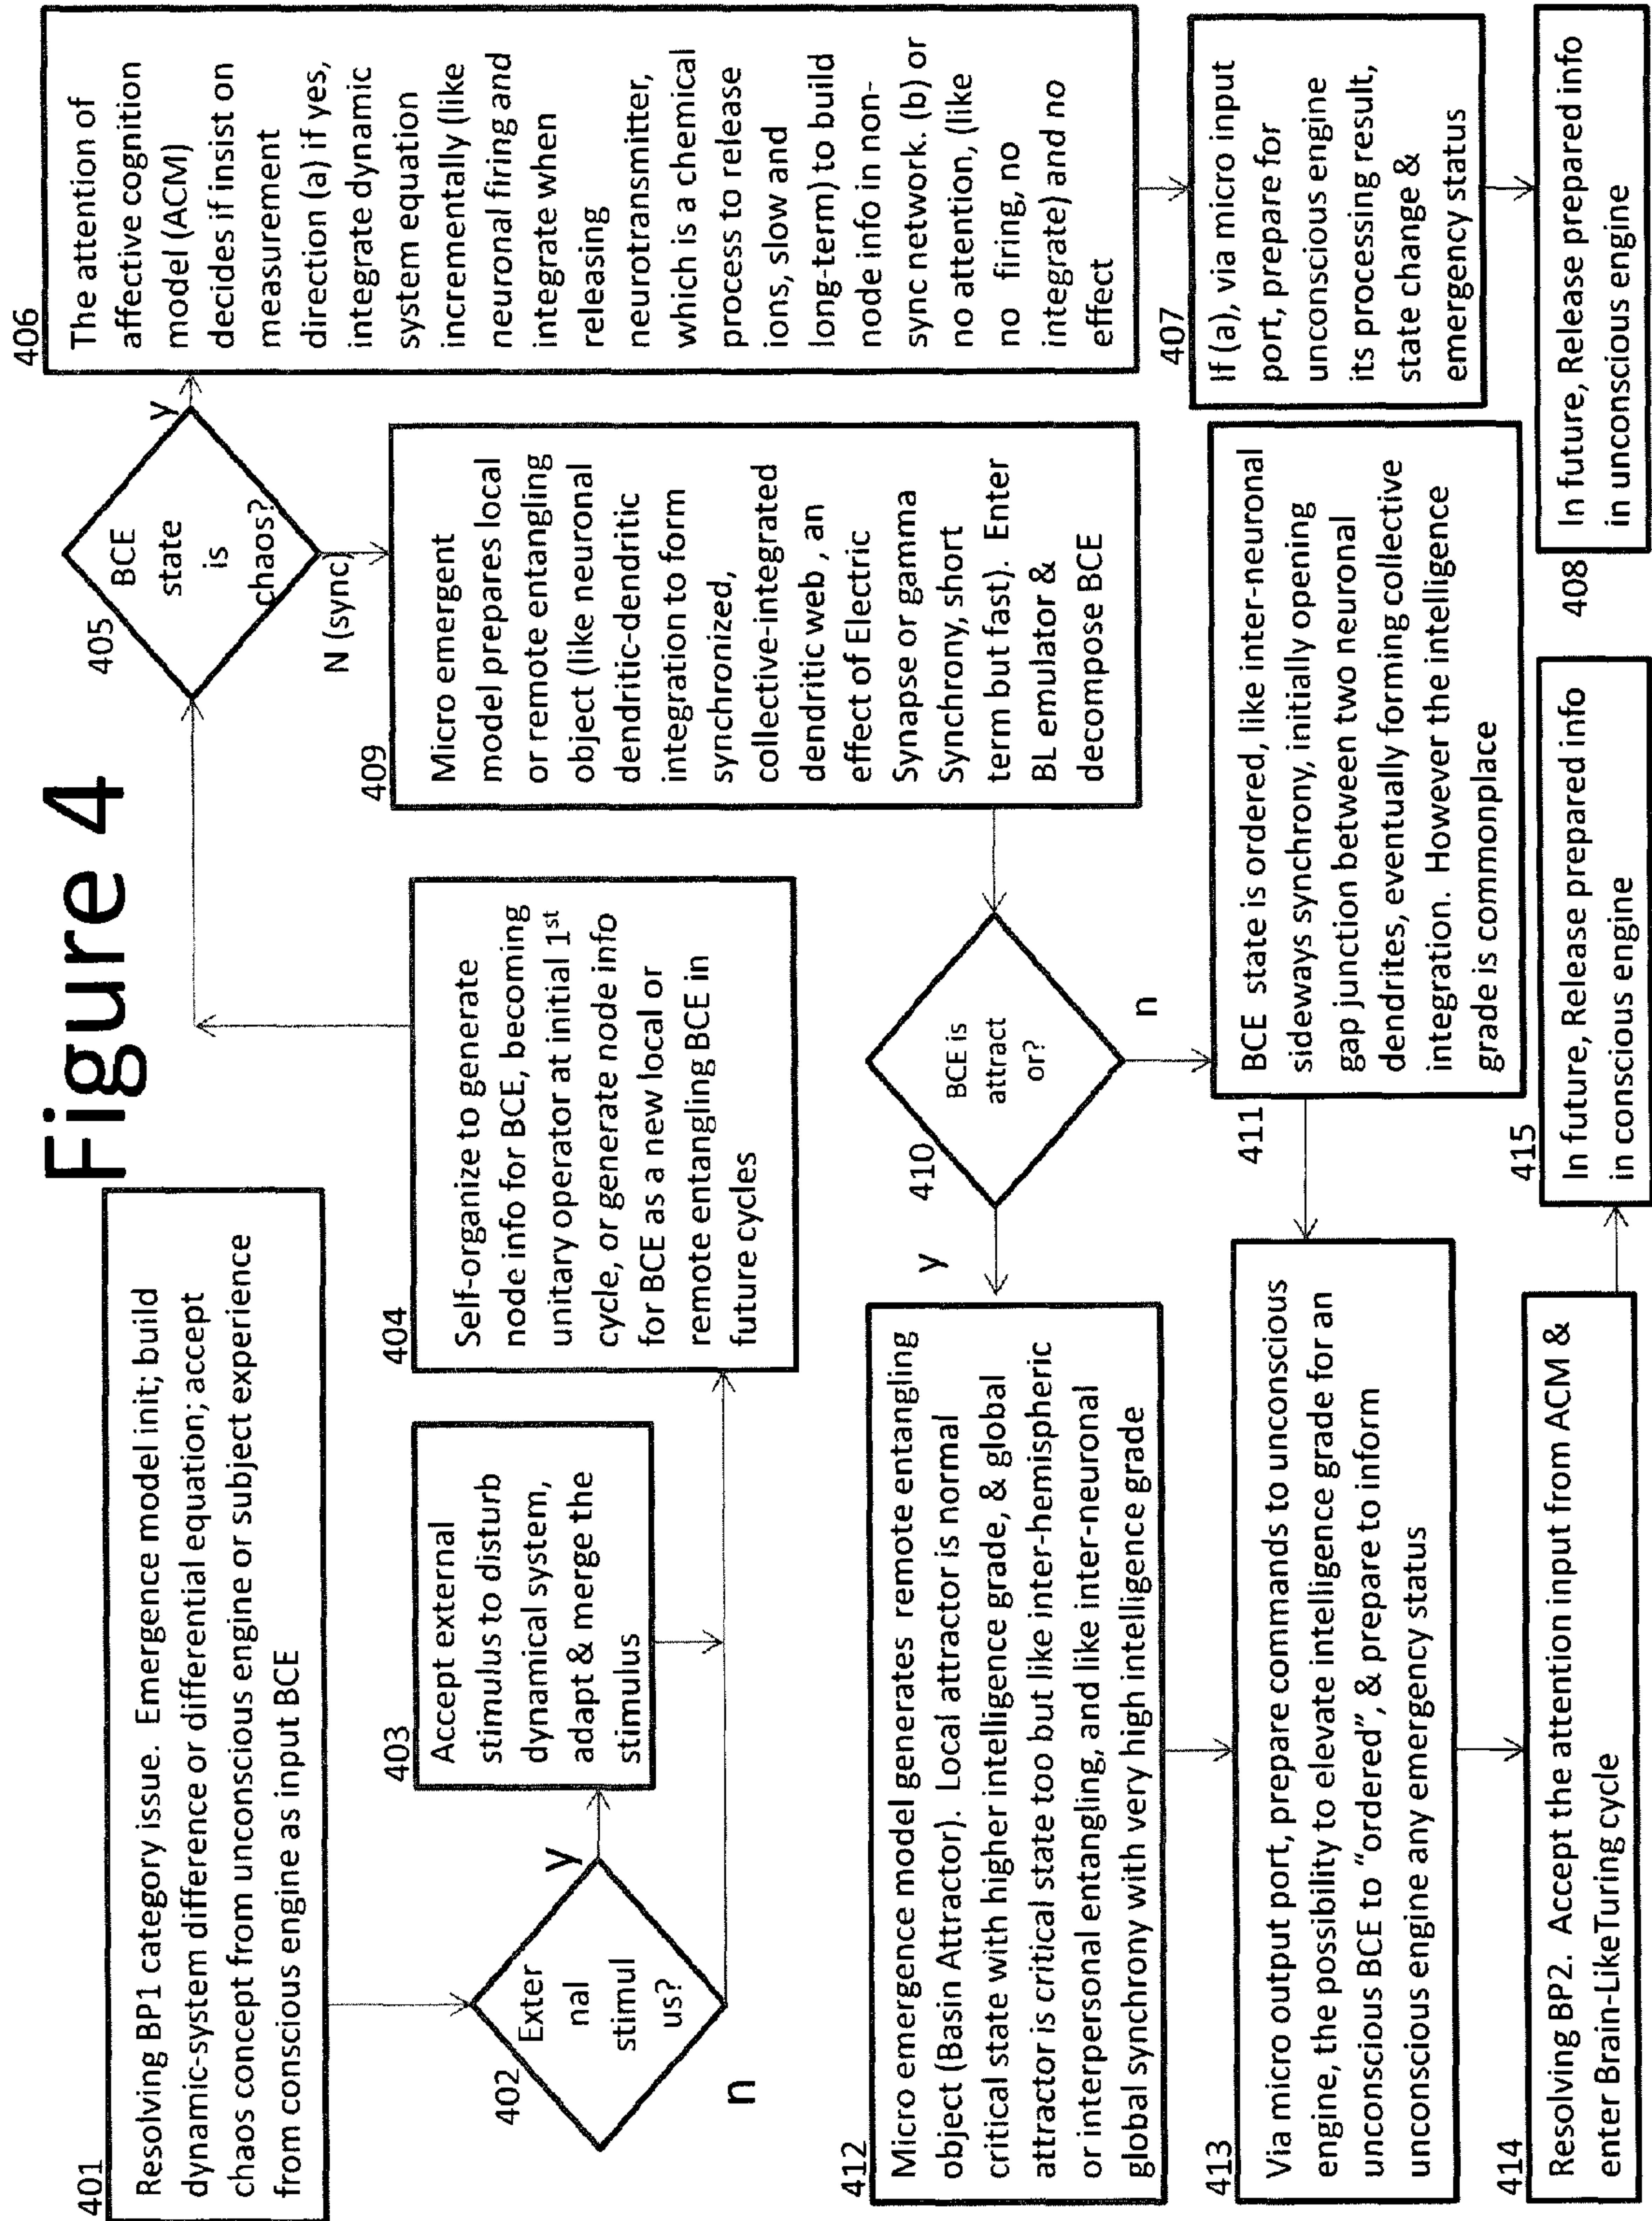 Figure 4
401
Resolving BP1 category issue.  Emergence model init; build
dynamic-system difference or differential equation; accept
chaos concept from unconscious engine or subject experience
from conscious engine as input BCE
402
Exter
nal
stimul
us?
y
n
403
Accept external
stimulus to disturb
dynamical system,
adapt & merge the
stimulus
404
Self-organize to generate
node info for BCE, becoming
unitary operator at initial 1st
cycle, or generate node info
for BCE as a new local or
remote entangling BCE in
future cycles
405
BCE
state
is
chaos?
y
N (sync)
406
The attention of
affective cognition
model (ACM)
decides if insist on
measurement
direction (a) if yes,
integrate dynamic
system equation
incrementally (like
neuronal firing and
integrate when
releasing
neurotransmitter,
which is a chemical
process to release
ions, slow and
long-term) to build
node info in non-
sync network. (b) or
no attention, (like
no firing, no
integrate) and no
effect
407
If (a), via micro input
port, prepare for
unconscious engine
its processing result,
state change &
emergency status
408
In future, Release prepared info
in unconscious engine
409
Micro emergent
model prepares local
or remote entangling
object (like neuronal
dendritic-dendritic
integration to form
synchronized,
collective-integrated
dendritic web , an
effect of Electric
Synapse or gamma
Synchrony, short
term but fast).  Enter
BL emulator &
decompose BCE
410
BCE is
attract
or?
y
n
411
BCE state is ordered, like inter-neuronal
sideways synchrony, initially opening
gap junction between two neuronal
dendrites, eventually forming collective
integration.  However the intelligence
grade is commonplace
412
Micro emergence model generates remote entangling
object (Basin Attractor).  Local attractor is normal
critical state with higher intelligence grade, & global
attractor is critical state too but like inter-hemispheric
or interpersonal entangling, and like inter-neuronal
global synchrony with very high intelligence grade
413
Via micro output port, prepare commands to unconscious
engine, the possibility to elevate intelligence grade for an
unconscious BCE to “ordered”, & prepare to inform
unconscious engine any emergency status
414
Resolving BP2.  Accept the attention input from ACM &
enter Brain-LikeTuring cycle
415
In future, Release prepared info
in conscious engine